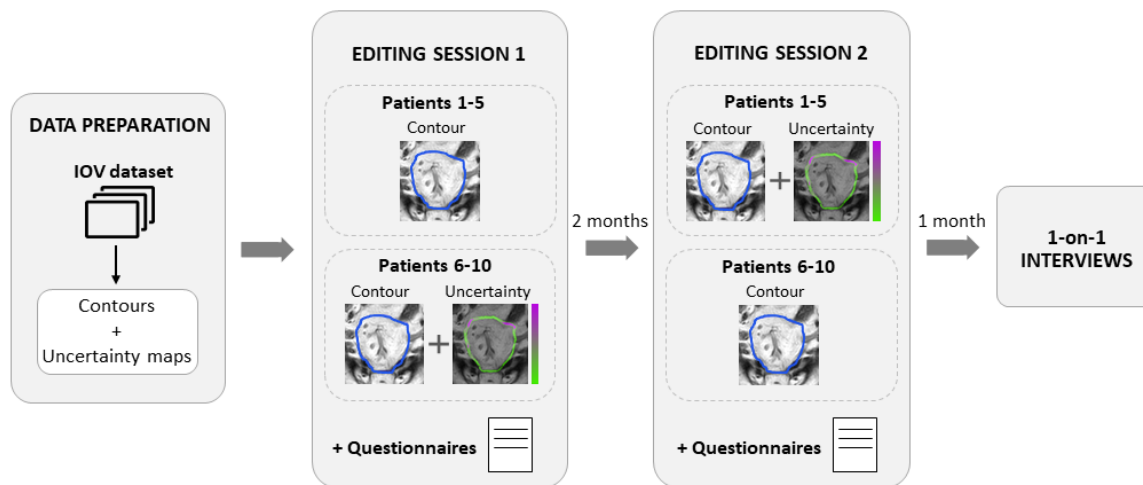 DATA PREPARATION
IOV dataset
Contours
+
Uncertainty maps
EDITING SESSION 1
Patients 1-5
Contour
Patients 6-10
Contour Uncertainty
+
+ Questionnaires
2 months
EDITING SESSION 2
Patients 1-5
Contour Uncertainty
+
Patients 6-10
Contour
+ Questionnaires
1 month
1-on-1
INTERVIEWS